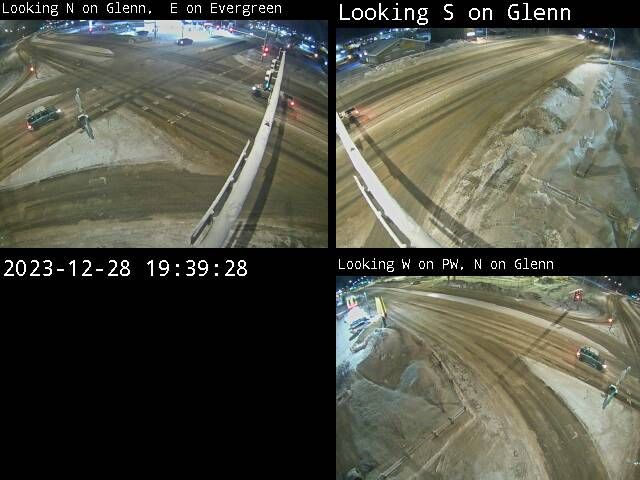 Looking N on Glenn,  E on Evergreen
Looking S on Glenn
2023-12-28 19:39:28
Looking W on PW, N on Glenn